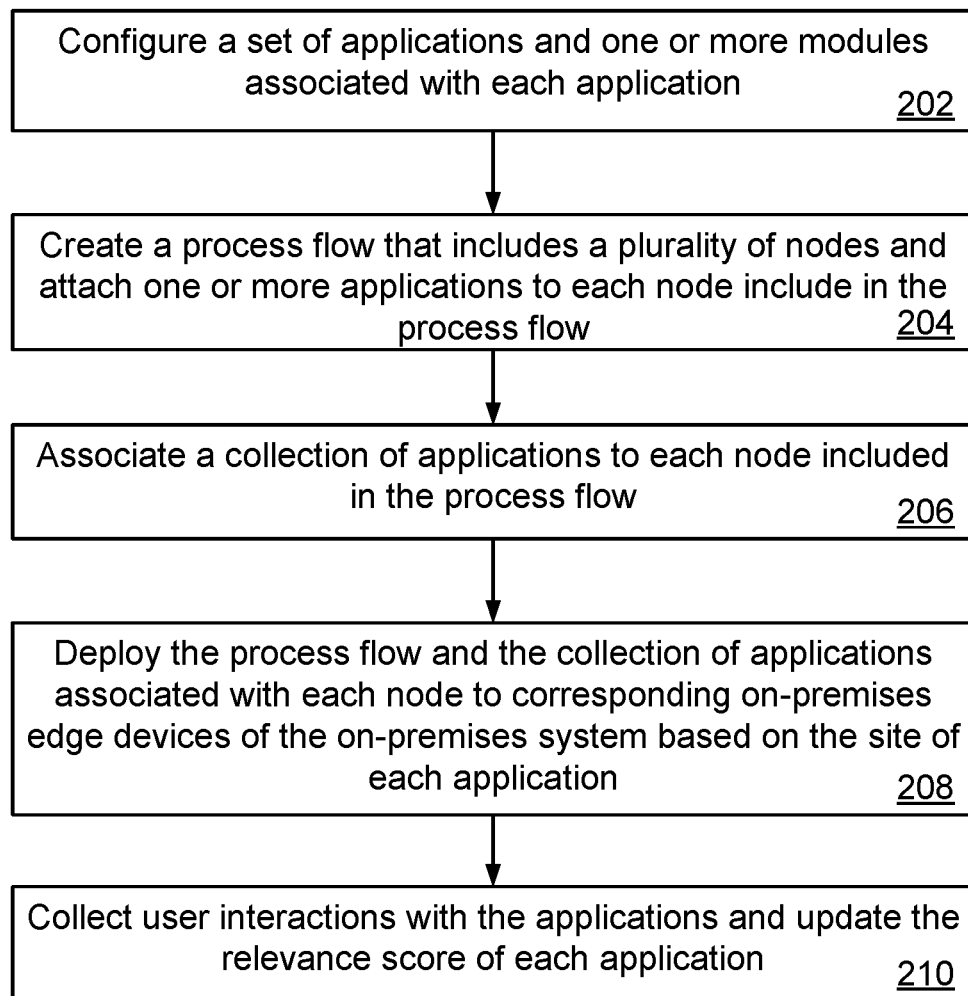 Configure a set of applications and one or more modules
associated with each application
202
Create a process flow that includes a plurality of nodes and
attach one or more applications to each node include in the
process flow
204
Associate a collection of applications to each node included
in the process flow
206
Deploy the process flow and the collection of applications
associated with each node to corresponding on-premises
edge devices of the on-premises system based on the site of
each application
208
Collect user interactions with the applications and update the
relevance score of each application
210